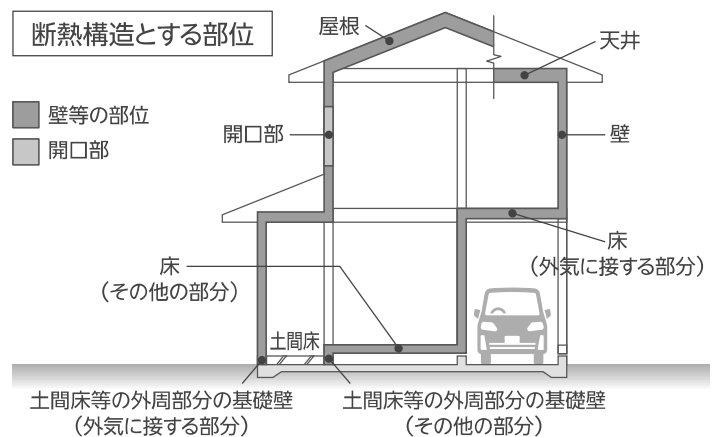 断熱構造とする部位
壁等の部位
開口部
屋根
天井
開口部
壁
床
（外気に接する部分）
床
（その他の部分）
土間床
土間床等の外周部分の基礎壁
（外気に接する部分）
土間床等の外周部分の基礎壁
（その他の部分）